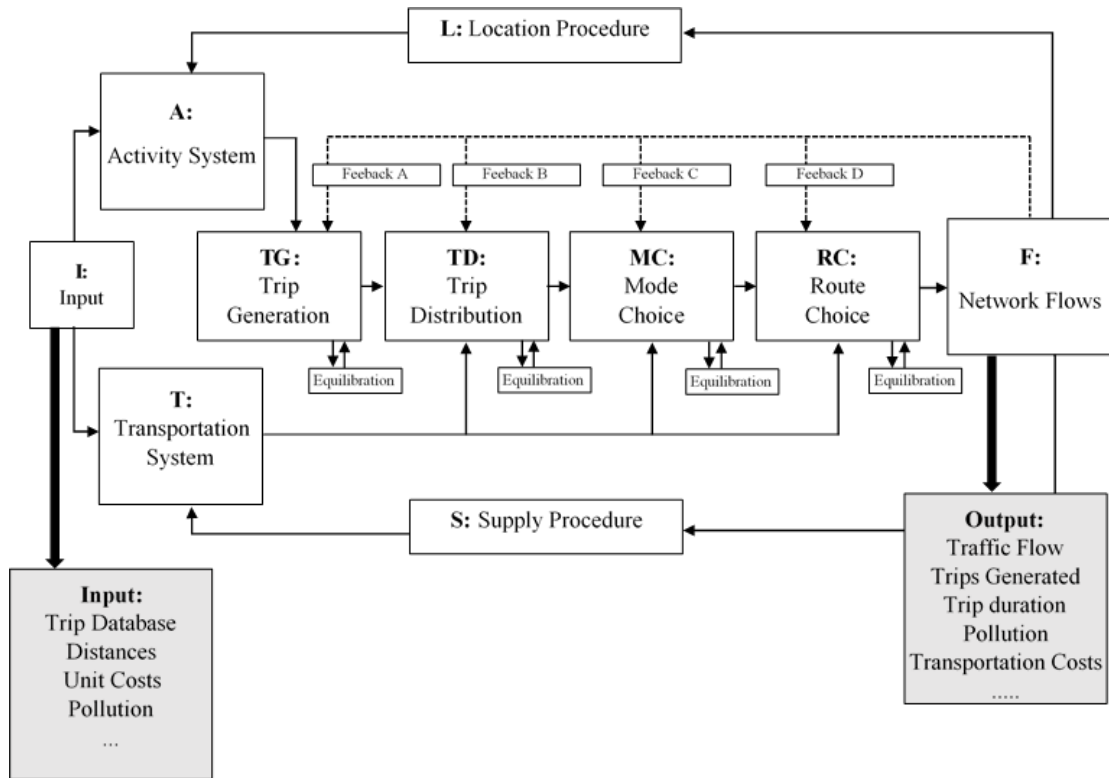 L: Location Procedure
A:
Activity System
Feeback A
Feeback B
Feeback C
Feeback D
I:
Input
TG:
Trip
Generation
TD:
Trip
Distribution
MC:
Mode
Choice
RC:
Route
Choice
F:
Network Flows
Equilibration
Equilibration
Equilibration
Equilibration
T:
Transportation
System
S: Supply Procedure
Input:
Trip Database
Distances
Unit Costs
Pollution
...
Output:
Traffic Flow
Trips Generated
Trip duration
Pollution
Transportation Costs
.....